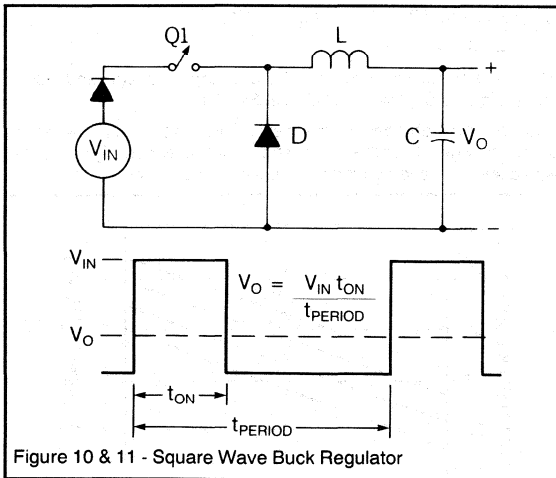 Q1
L
+
V_IN
D
C
V_O
−
V_IN
V_O = V_IN t_ON / t_PERIOD
V_O
t_ON
t_PERIOD
Figure 10 & 11 - Square Wave Buck Regulator